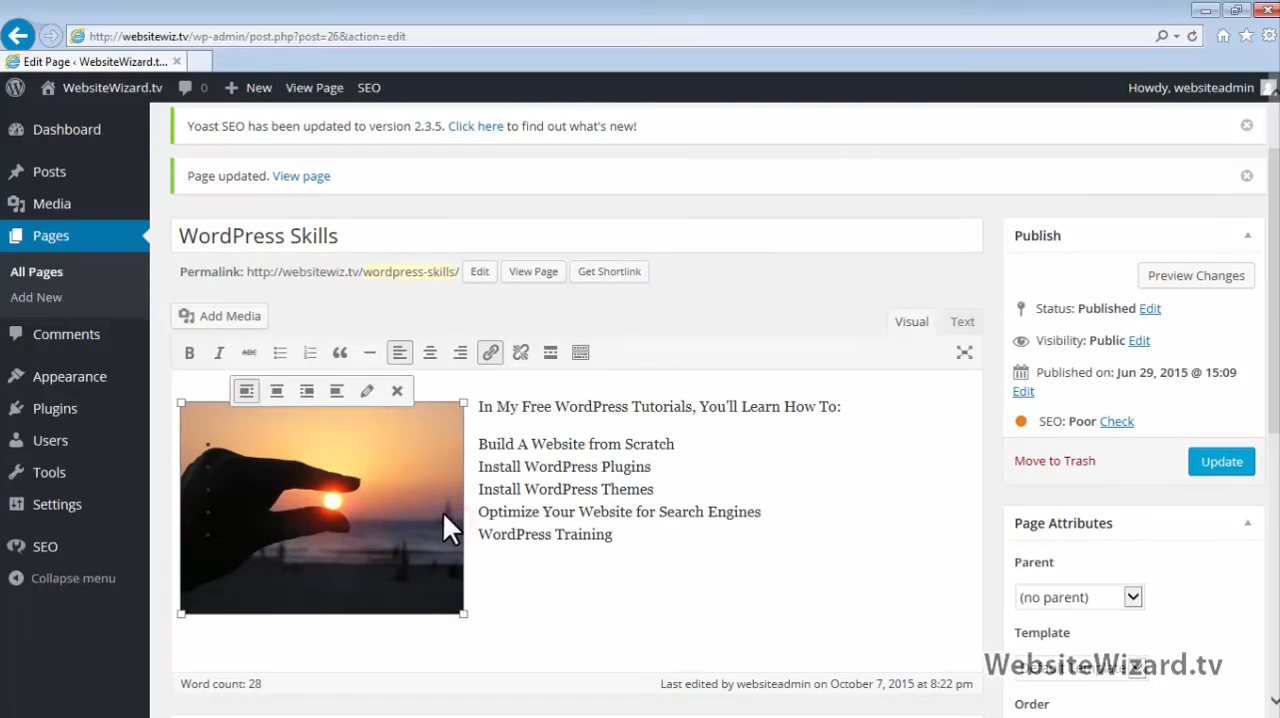 http://websitewiz.tv/wp-admin/post.php?post=26&action=edit
Edit Page ‹ WebsiteWizard.t...
WebsiteWizard.tv 0 New View Page SEO Howdy, websiteadmin
Dashboard
Posts
Media
Pages
All Pages
Add New
Comments
Appearance
Plugins
Users
Tools
Settings
SEO
Collapse menu
Yoast SEO has been updated to version 2.3.5. Click here to find out what's new!
Page updated. View page
WordPress Skills
Permalink: http://websitewiz.tv/wordpress-skills/ Edit View Page Get Shortlink
Add Media
Visual Text
B I ABC
In My Free WordPress Tutorials, You'll Learn How To:
Build A Website from Scratch
Install WordPress Plugins
Install WordPress Themes
Optimize Your Website for Search Engines
WordPress Training
Word count: 28
Last edited by websiteadmin on October 7, 2015 at 8:22 pm
Publish
Preview Changes
Status: Published Edit
Visibility: Public Edit
Published on: Jun 29, 2015 @ 15:09
Edit
SEO: Poor Check
Move to Trash Update
Page Attributes
Parent
(no parent)
Template
Default Template
WebsiteWizard.tv
Order